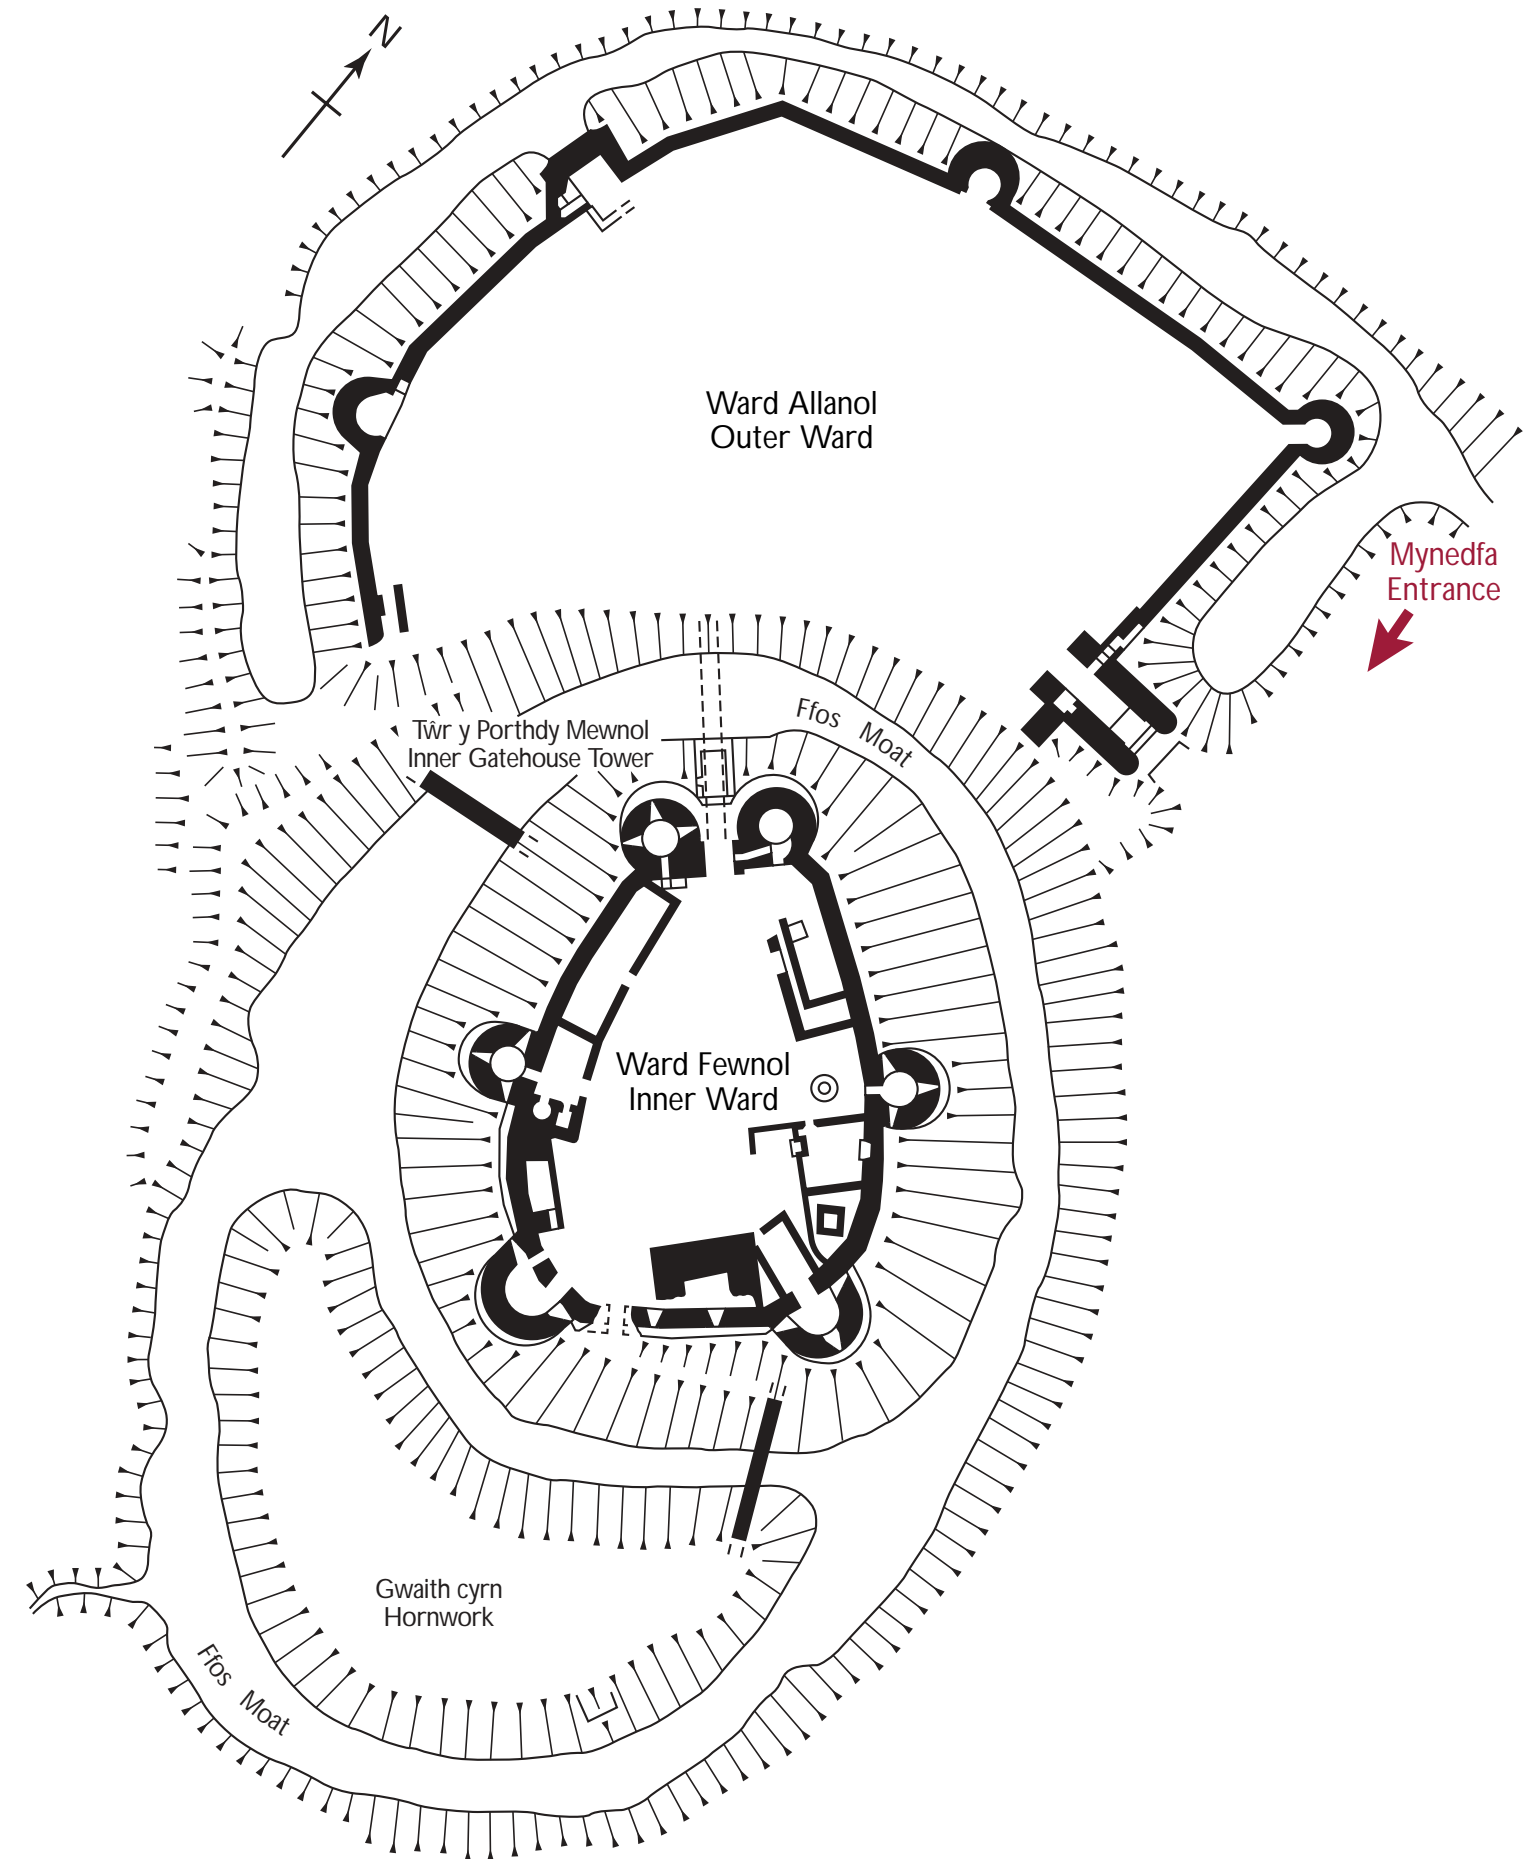 N
Ward Allanol
Outer Ward
Mynedfa
Entrance
Ffos Moat
Tŵr y Porthdy Mewnol
Inner Gatehouse Tower
Ward Fewnol
Inner Ward
Gwaith cyrn
Hornwork
Ffos Moat